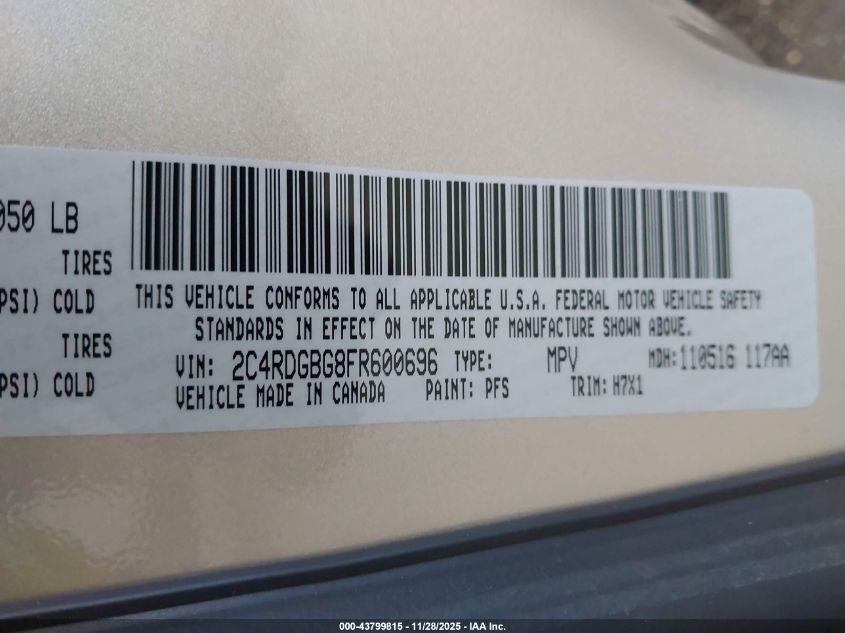 050 LB
TIRES
PSI) COLD
TIRES
PSI) COLD
THIS VEHICLE CONFORMS TO ALL APPLICABLE U.S.A. FEDERAL MOTOR VEHICLE SAFETY
STANDARDS IN EFFECT ON THE DATE OF MANUFACTURE SHOWN ABOVE.
VIN: 2C4RDGBG8FR600696 TYPE: MPV MDH:110516 117AA
VEHICLE MADE IN CANADA PAINT: PFS TRIM: H7X1
000-43799815 - 11/28/2025 - IAA Inc.